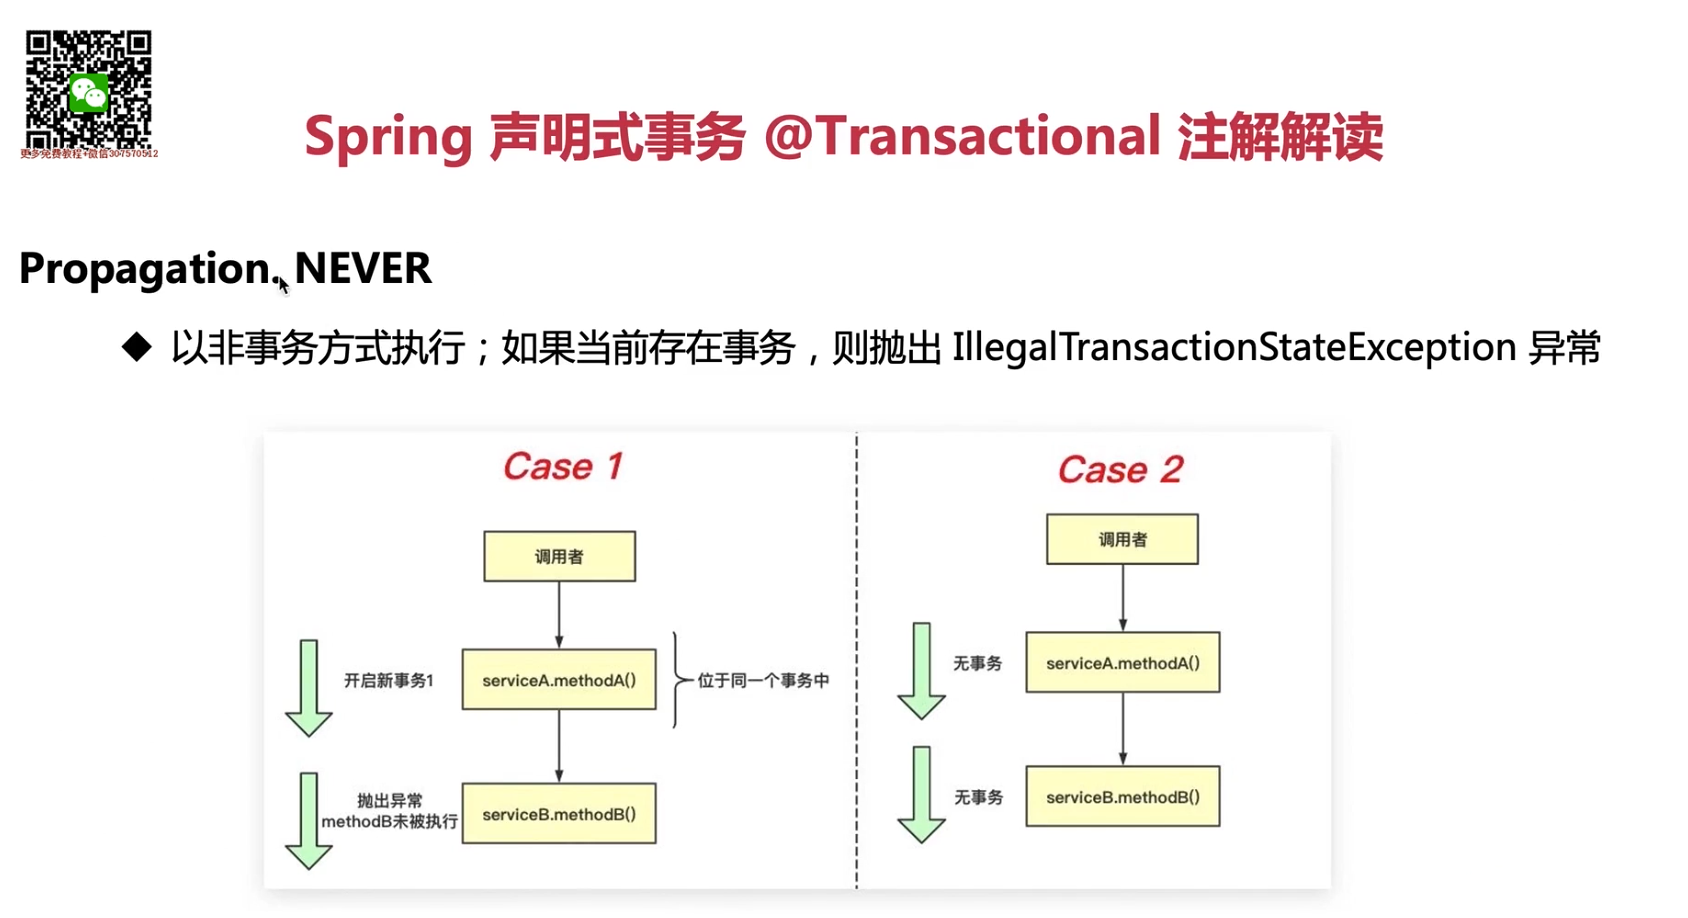 更多免费教程+微信307570512
Spring 声明式事务 @Transactional 注解解读
Propagation. NEVER
◆ 以非事务方式执行；如果当前存在事务，则抛出 IllegalTransactionStateException 异常
Case 1
调用者
开启新事务1
serviceA.methodA()
位于同一个事务中
抛出异常
methodB未被执行
serviceB.methodB()
Case 2
调用者
无事务
serviceA.methodA()
无事务
serviceB.methodB()